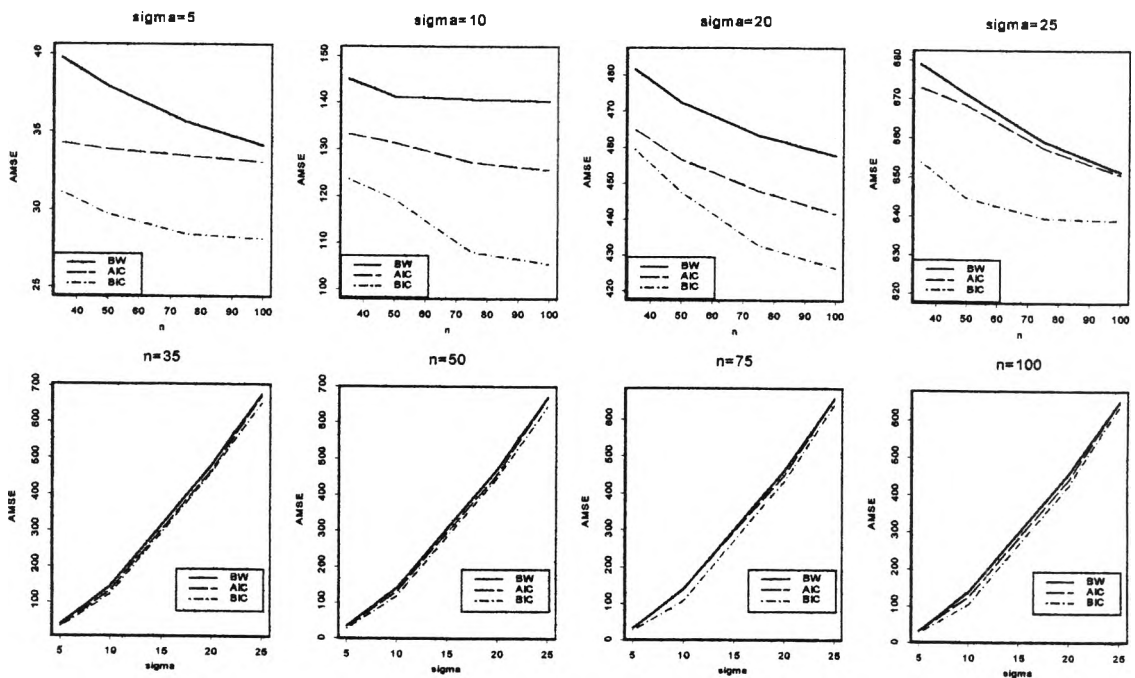 sigma=5
40
35
30
25
AMSE
BW
AIC
BIC
40 50 60 70 80 90 100
n
sigma=10
150
140
130
120
110
100
AMSE
BW
AIC
BIC
40 50 60 70 80 90 100
n
sigma=20
480
470
460
450
440
430
420
AMSE
BW
AIC
BIC
40 50 60 70 80 90 100
n
sigma=25
680
670
660
650
640
630
620
AMSE
BW
AIC
BIC
40 50 60 70 80 90 100
n
n=35
700
600
500
400
300
200
100
AMSE
BW
AIC
BIC
5 10 15 20 25
sigma
n=50
700
600
500
400
300
200
100
0
AMSE
BW
AIC
BIC
5 10 15 20 25
sigma
n=75
600
500
400
300
200
100
0
AMSE
BW
AIC
BIC
5 10 15 20 25
sigma
n=100
600
500
400
300
200
100
0
AMSE
BW
AIC
BIC
5 10 15 20 25
sigma